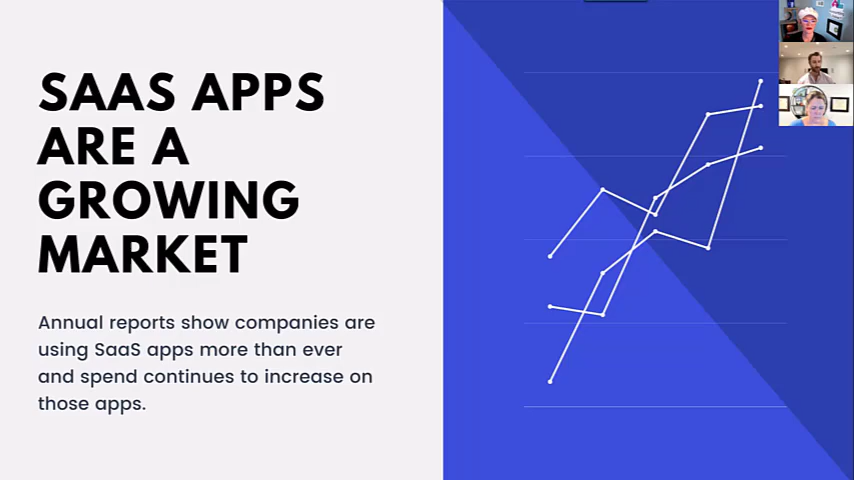 SAAS APPS
ARE A
GROWING
MARKET
Annual reports show companies are
using SaaS apps more than ever
and spend continues to increase on
those apps.